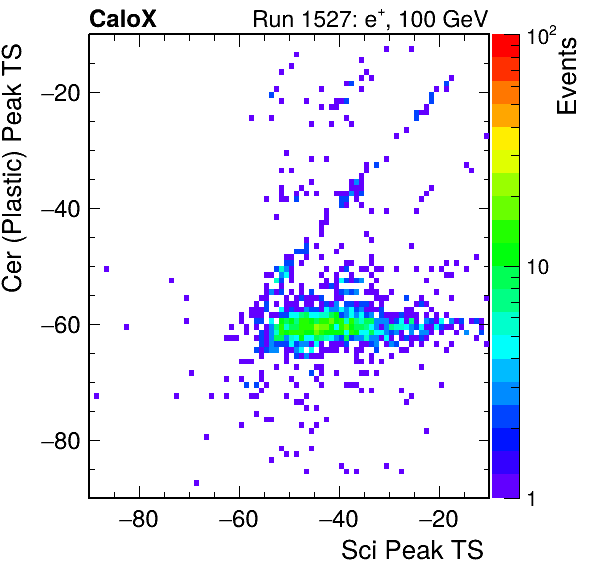 CaloX Run 1527: e⁺, 100 GeV
Cer (Plastic) Peak TS
−20
−40
−60
−80
−80 −60 −40 −20
Sci Peak TS
10²
10
1
Events